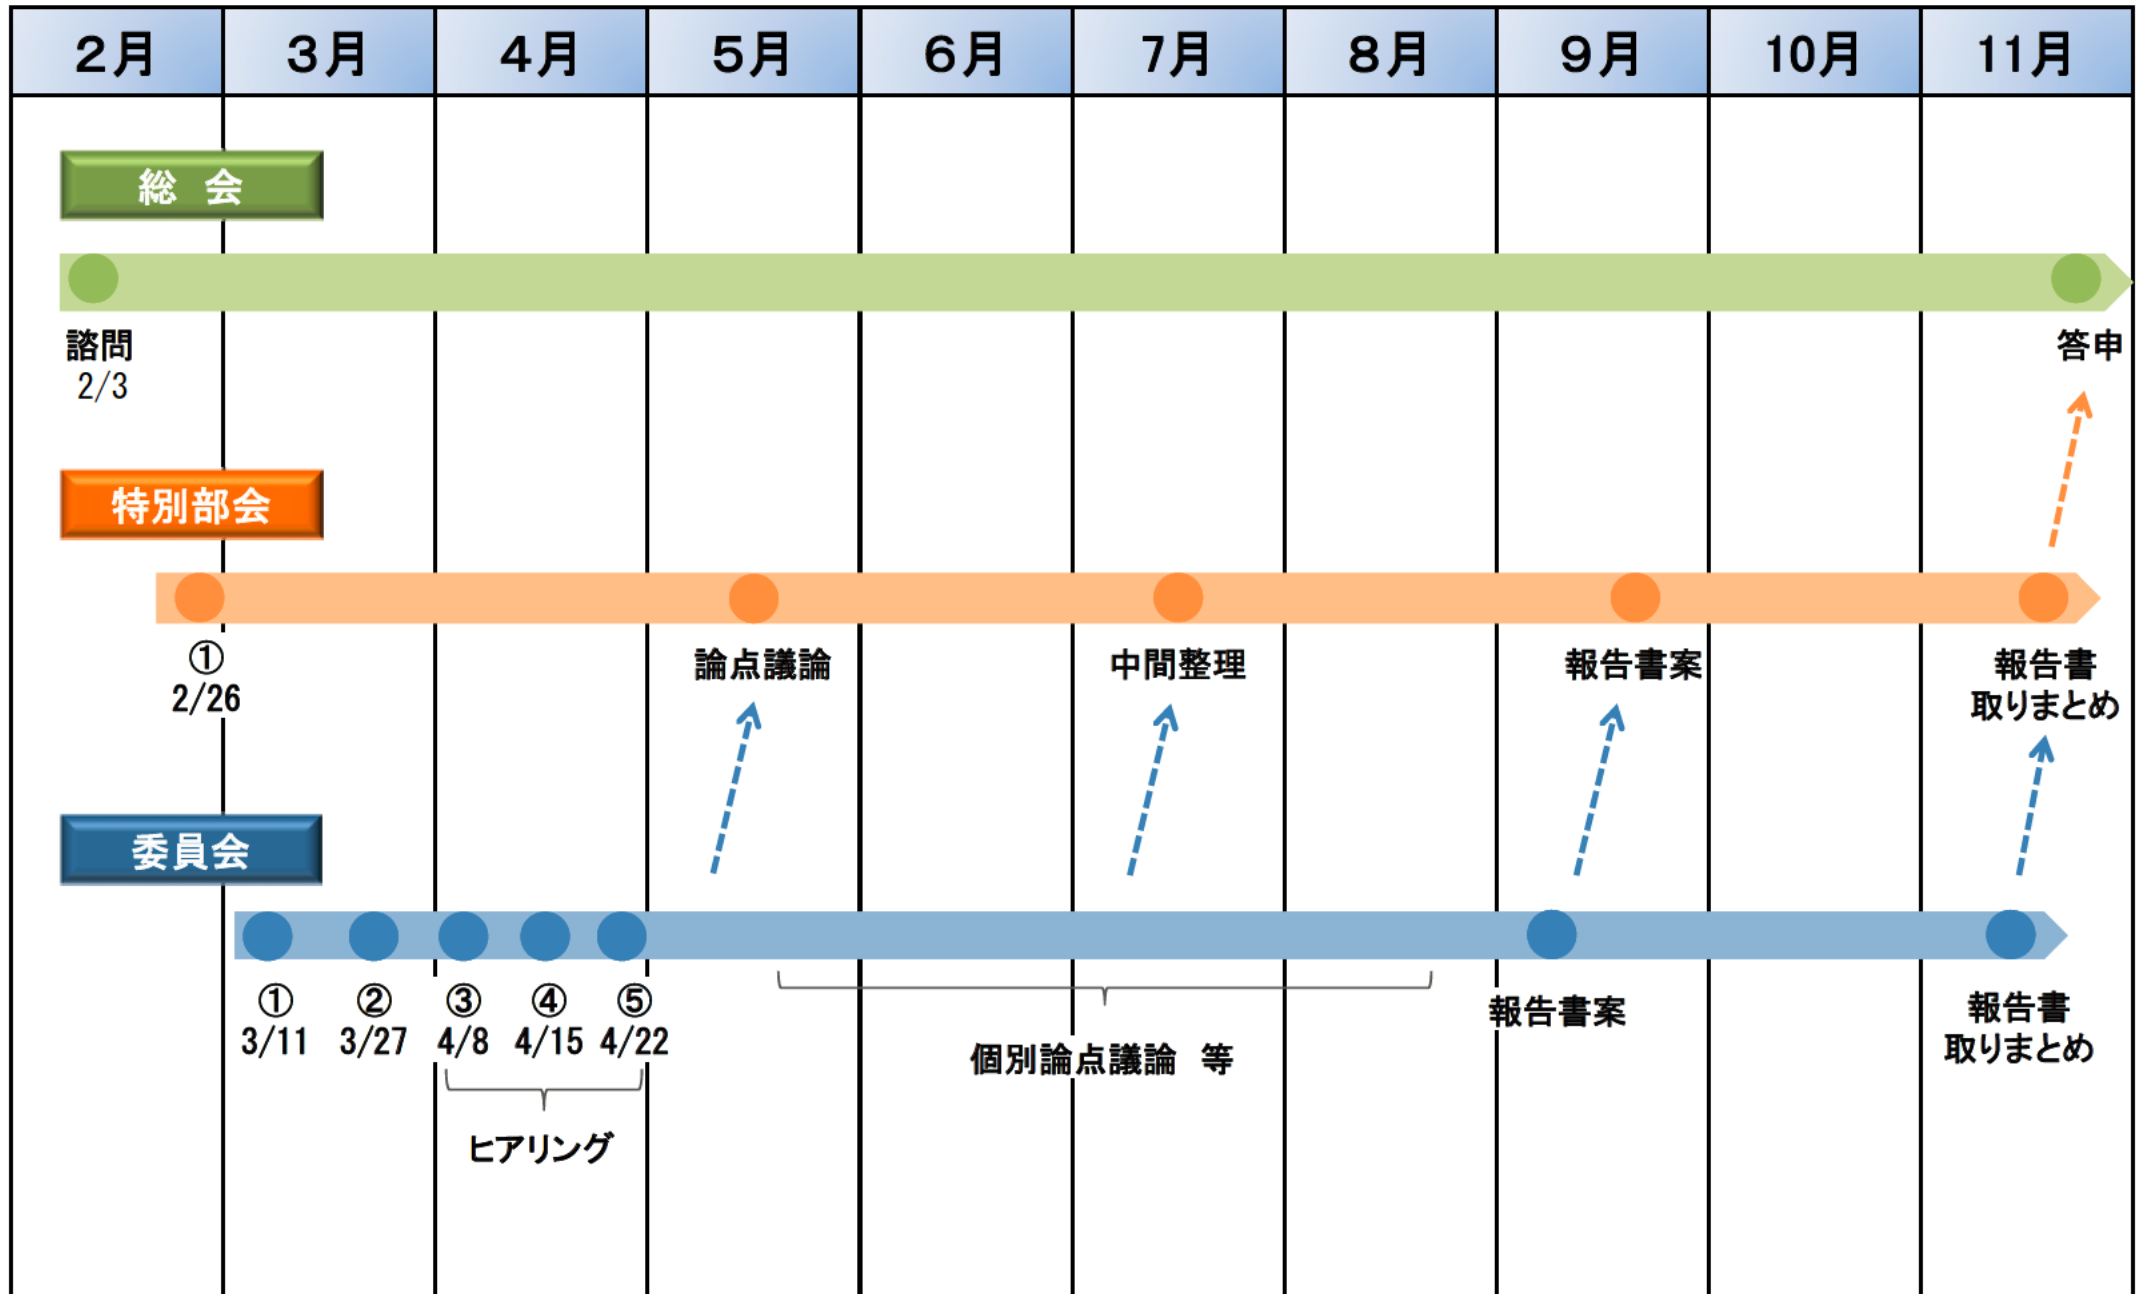 2月 3月 4月 5月 6月 7月 8月 9月 10月 11月
総 会
諮問
2/3
答申
特別部会
①
2/26
論点議論
中間整理
報告書案
報告書
取りまとめ
委員会
①
3/11
②
3/27
③
4/8
④
4/15
⑤
4/22
ヒアリング
個別論点議論 等
報告書案
報告書
取りまとめ